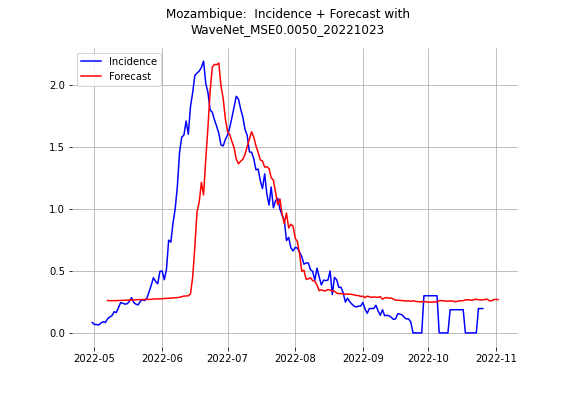 Mozambique:  Incidence + Forecast with
WaveNet_MSE0.0050_20221023
Incidence
Forecast
2.0
1.5
1.0
0.5
0.0
2022-05 2022-06 2022-07 2022-08 2022-09 2022-10 2022-11